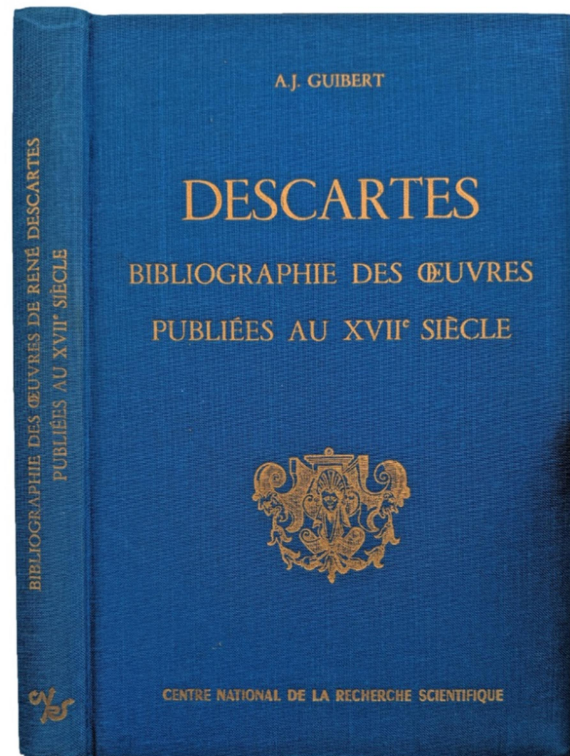 A.J. GUIBERT
DESCARTES
BIBLIOGRAPHIE DES ŒUVRES
PUBLIÉES AU XVIIᵉ SIÈCLE
CENTRE NATIONAL DE LA RECHERCHE SCIENTIFIQUE
BIBLIOGRAPHIE DES ŒUVRES DE RENÉ DESCARTES
PUBLIÉES AU XVIIᵉ SIÈCLE